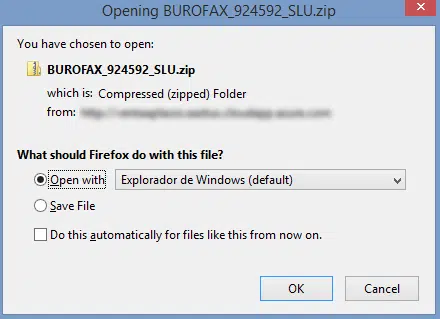 Opening BUROFAX_924592_SLU.zip
You have chosen to open:
BUROFAX_924592_SLU.zip
which is: Compressed (zipped) Folder
from:
What should Firefox do with this file?
Open with Explorador de Windows (default)
Save File
Do this automatically for files like this from now on.
OK Cancel